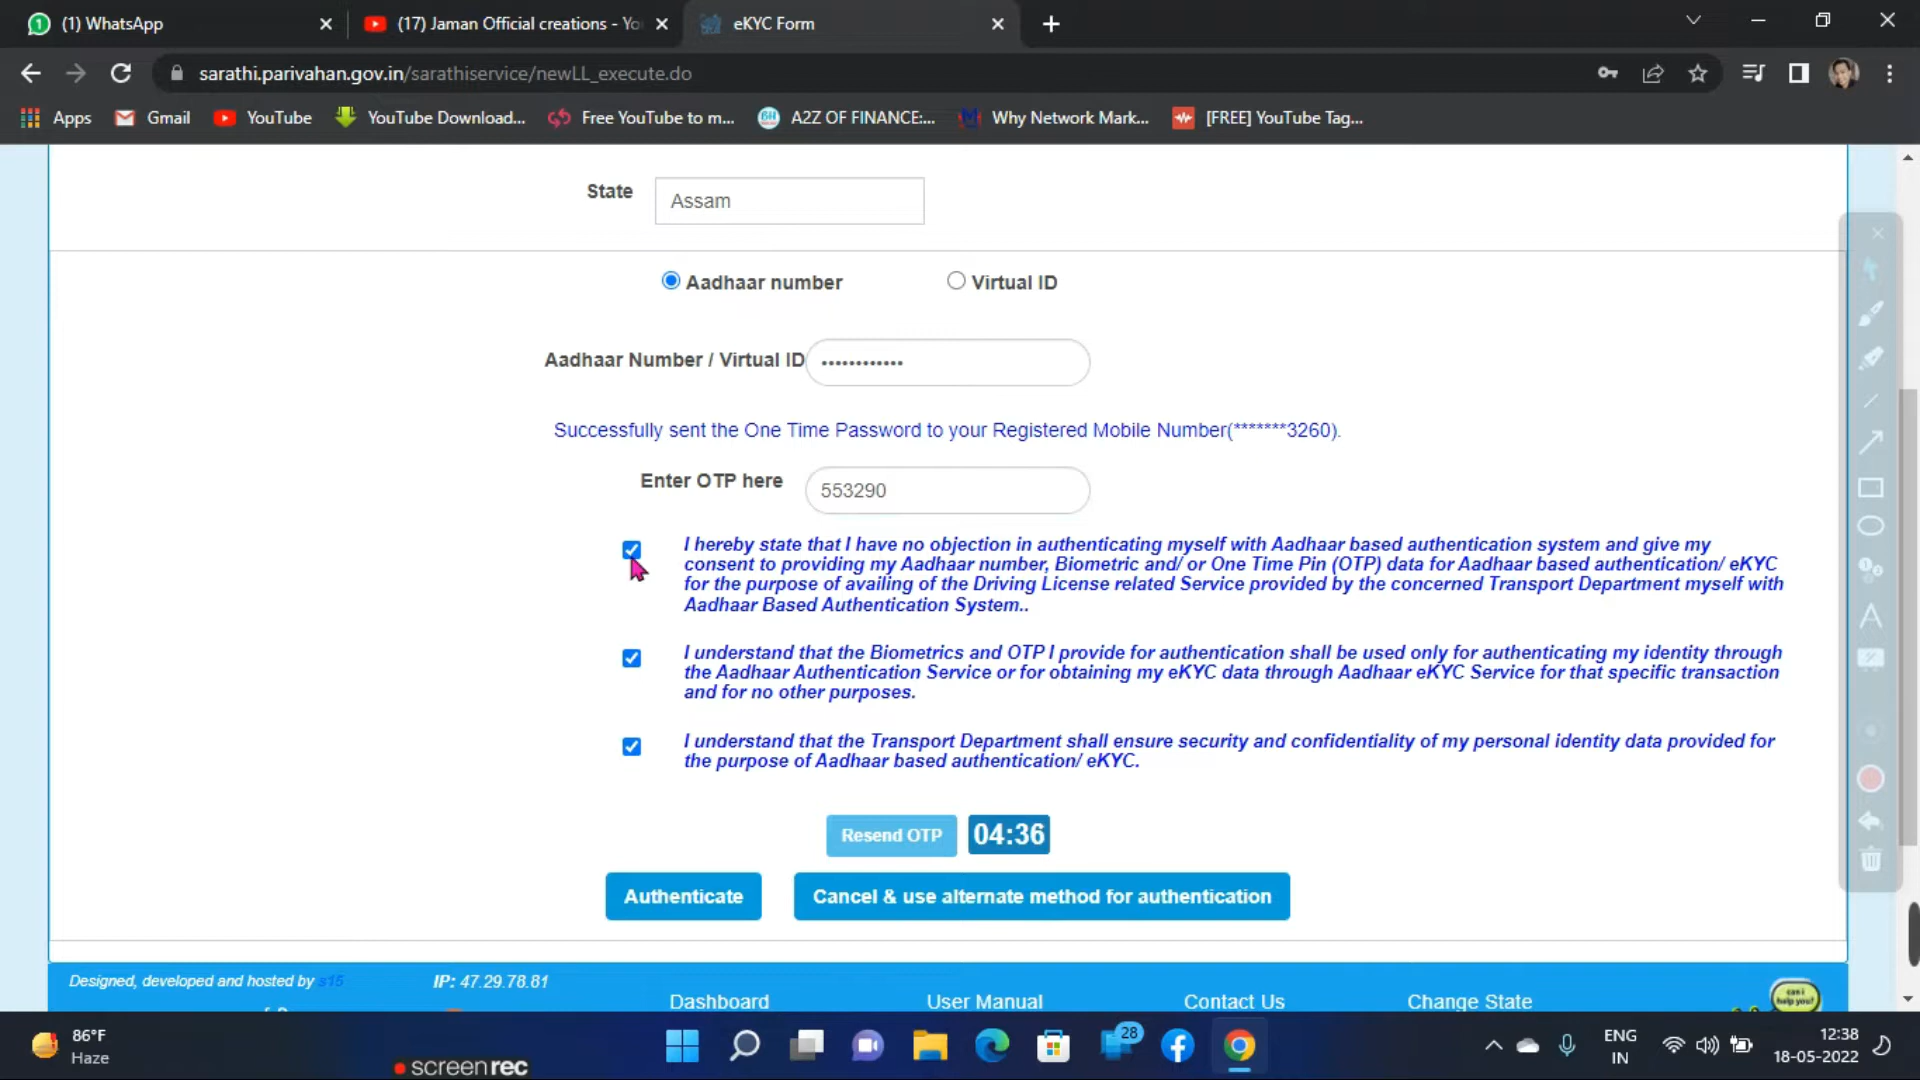 (1) WhatsApp
(17) Jaman Official creations - Yo
eKYC Form
sarathi.parivahan.gov.in/sarathiservice/newLL_execute.do
Apps
Gmail
YouTube
YouTube Download...
Free YouTube to m...
A2Z OF FINANCE:...
Why Network Mark...
[FREE] YouTube Tag...
State
Assam
Aadhaar number
Virtual ID
Aadhaar Number / Virtual ID
••••••••••••
Successfully sent the One Time Password to your Registered Mobile Number(*******3260).
Enter OTP here
553290
I hereby state that I have no objection in authenticating myself with Aadhaar based authentication system and give my
consent to providing my Aadhaar number, Biometric and/ or One Time Pin (OTP) data for Aadhaar based authentication/ eKYC
for the purpose of availing of the Driving License related Service provided by the concerned Transport Department myself with
Aadhaar Based Authentication System..
I understand that the Biometrics and OTP I provide for authentication shall be used only for authenticating my identity through
the Aadhaar Authentication Service or for obtaining my eKYC data through Aadhaar eKYC Service for that specific transaction
and for no other purposes.
I understand that the Transport Department shall ensure security and confidentiality of my personal identity data provided for
the purpose of Aadhaar based authentication/ eKYC.
Resend OTP
04:36
Authenticate
Cancel & use alternate method for authentication
Designed, developed and hosted by s15
IP: 47.29.78.81
Dashboard
User Manual
Contact Us
Change State
can i
help you?
86°F
Haze
screenrec
28
ENG
IN
12:38
18-05-2022